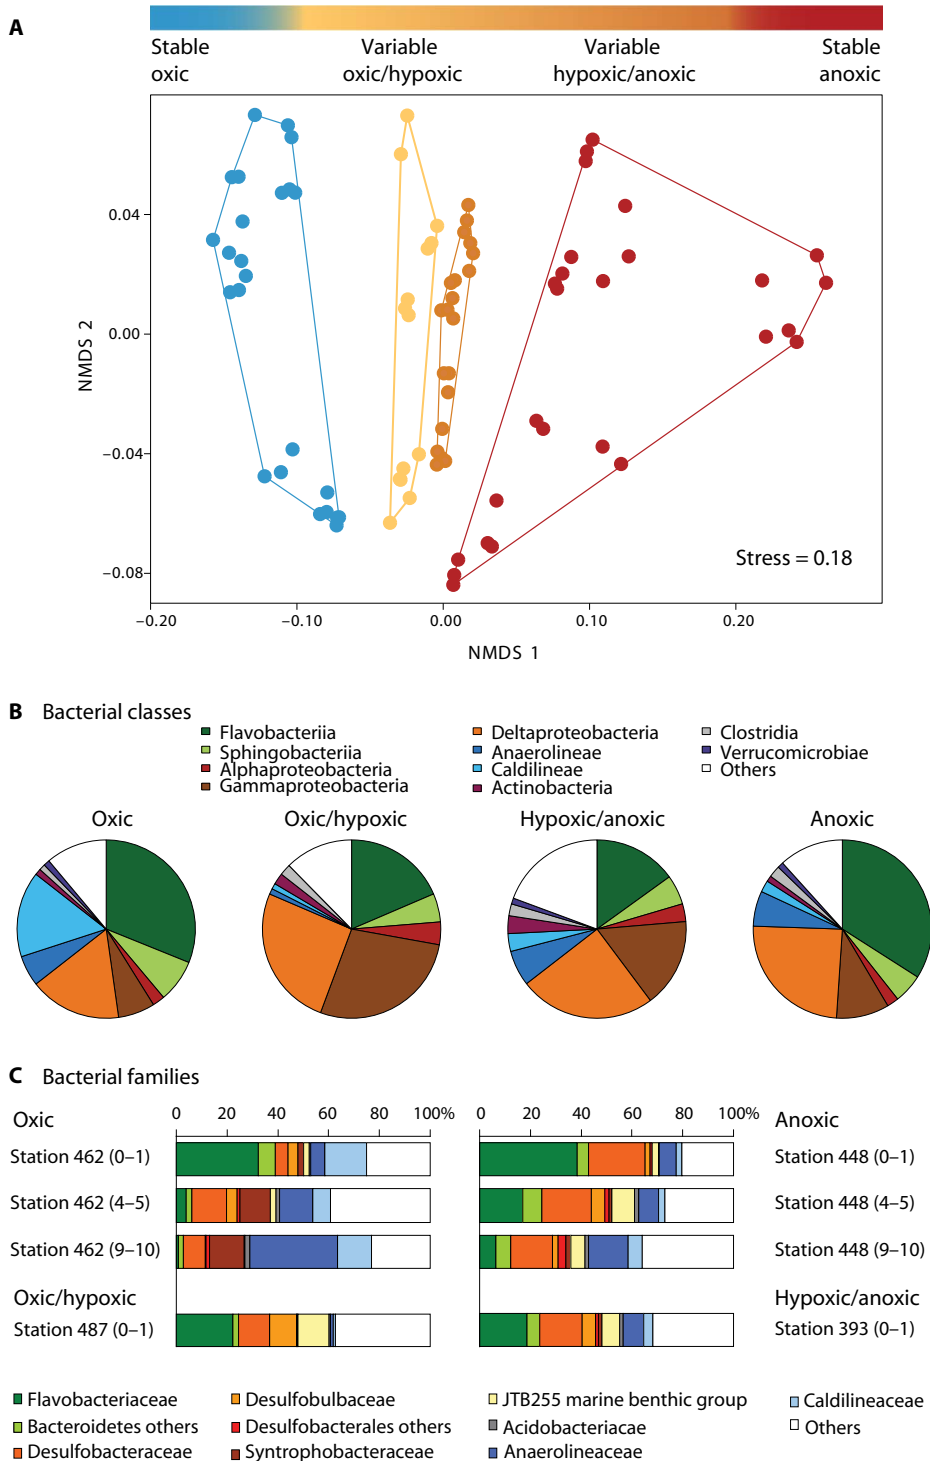 A
Stable
oxic
Variable
oxic/hypoxic
Variable
hypoxic/anoxic
Stable
anoxic
0.04
0.00
−0.04
−0.08
NMDS 2
Stress = 0.18
−0.20
−0.10
0.00
0.10
0.20
NMDS 1
B Bacterial classes
Flavobacteriia
Sphingobacteriia
Alphaproteobacteria
Gammaproteobacteria
Deltaproteobacteria
Anaerolineae
Caldilineae
Actinobacteria
Clostridia
Verrucomicrobiae
Others
Oxic
Oxic/hypoxic
Hypoxic/anoxic
Anoxic
C Bacterial families
Oxic
0 20 40 60 80 100%
0 20 40 60 80 100%
Anoxic
Station 462 (0–1)
Station 448 (0–1)
Station 462 (4–5)
Station 448 (4–5)
Station 462 (9–10)
Station 448 (9–10)
Oxic/hypoxic
Hypoxic/anoxic
Station 487 (0–1)
Station 393 (0–1)
Flavobacteriaceae
Bacteroidetes others
Desulfobacteraceae
Desulfobulbaceae
Desulfobacterales others
Syntrophobacteraceae
JTB255 marine benthic group
Acidobacteriacae
Anaerolineaceae
Caldilineaceae
Others